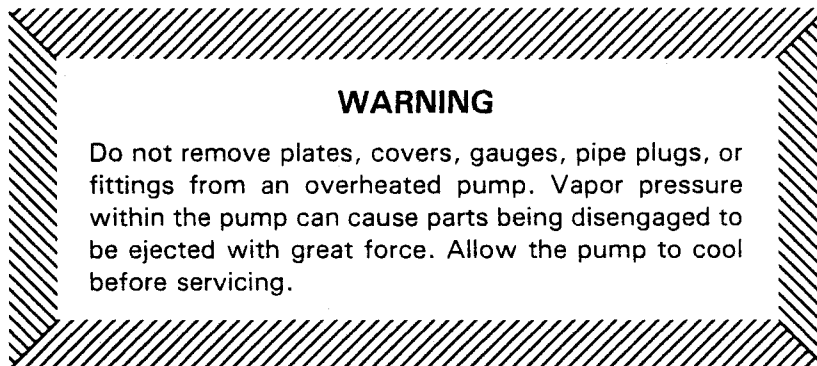 WARNING
Do not remove plates, covers, gauges, pipe plugs, or
fittings from an overheated pump. Vapor pressure
within the pump can cause parts being disengaged to
be ejected with great force. Allow the pump to cool
before servicing.